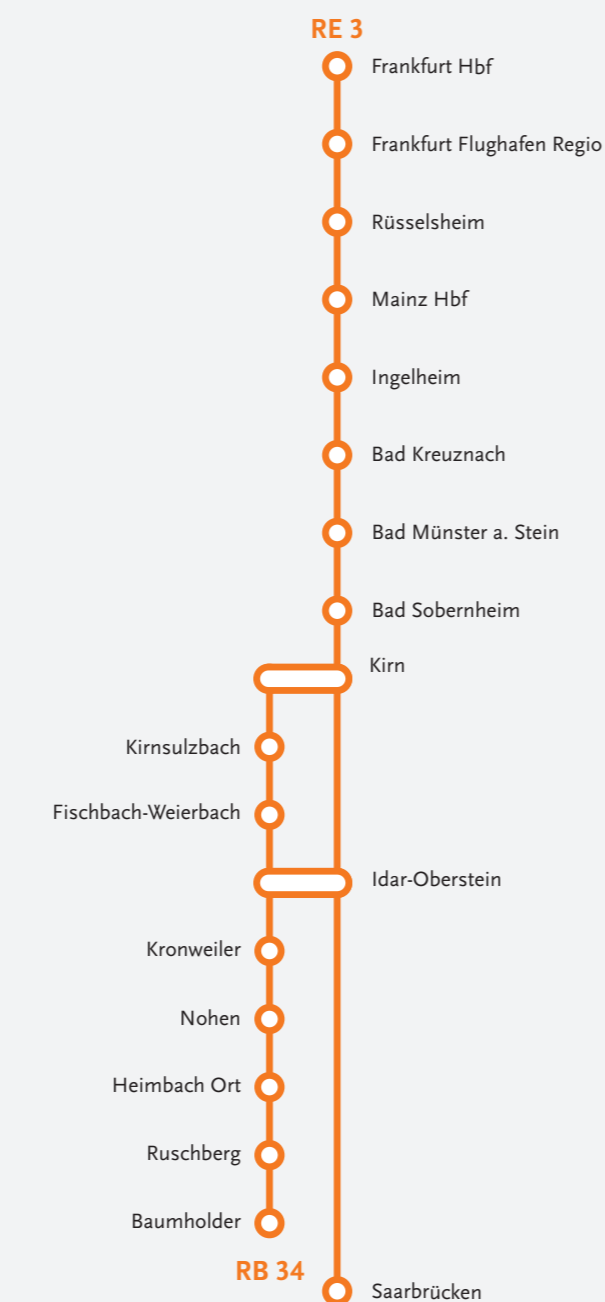 RE 3
Frankfurt Hbf
Frankfurt Flughafen Regio
Rüsselsheim
Mainz Hbf
Ingelheim
Bad Kreuznach
Bad Münster a. Stein
Bad Sobernheim
Kirn
Kirnsulzbach
Fischbach-Weierbach
Idar-Oberstein
Kronweiler
Nohen
Heimbach Ort
Ruschberg
Baumholder
RB 34
Saarbrücken